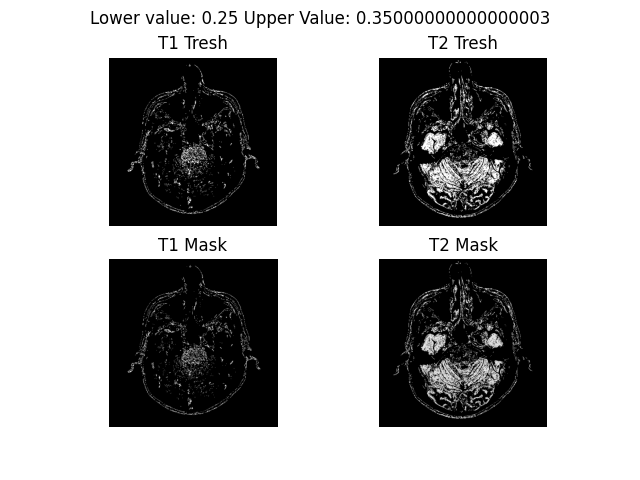 Lower value: 0.25 Upper Value: 0.35000000000000003
T1 Tresh
T2 Tresh
T1 Mask
T2 Mask